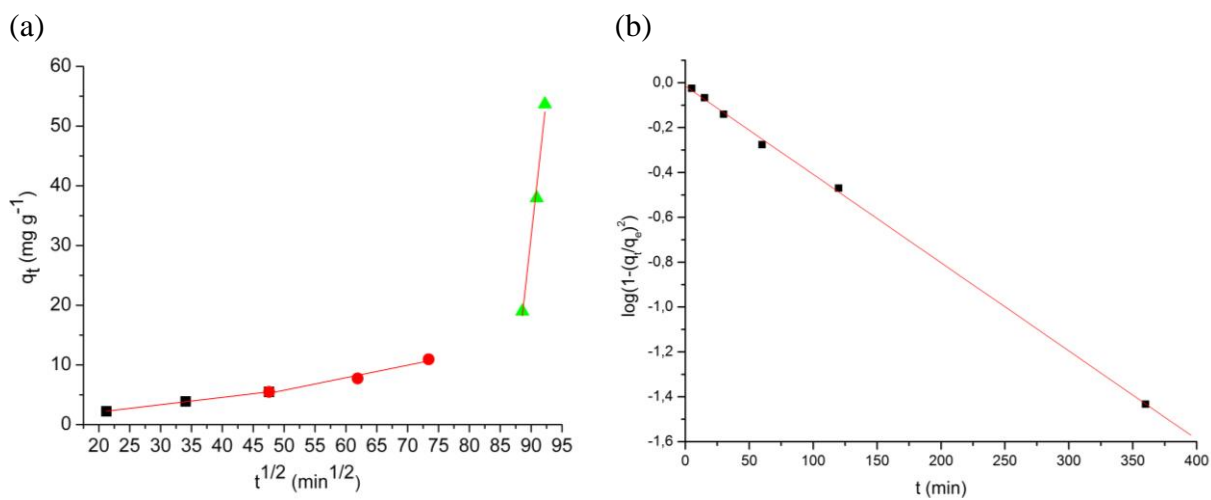 (a)
(b)
60
50
40
30
20
10
0
q_t (mg g^-1)
20 25 30 35 40 45 50 55 60 65 70 75 80 85 90 95
t^1/2 (min^1/2)
0,0
-0,2
-0,4
-0,6
-0,8
-1,0
-1,2
-1,4
-1,6
log(1-(q_t/q_e)^2)
0 50 100 150 200 250 300 350 400
t (min)